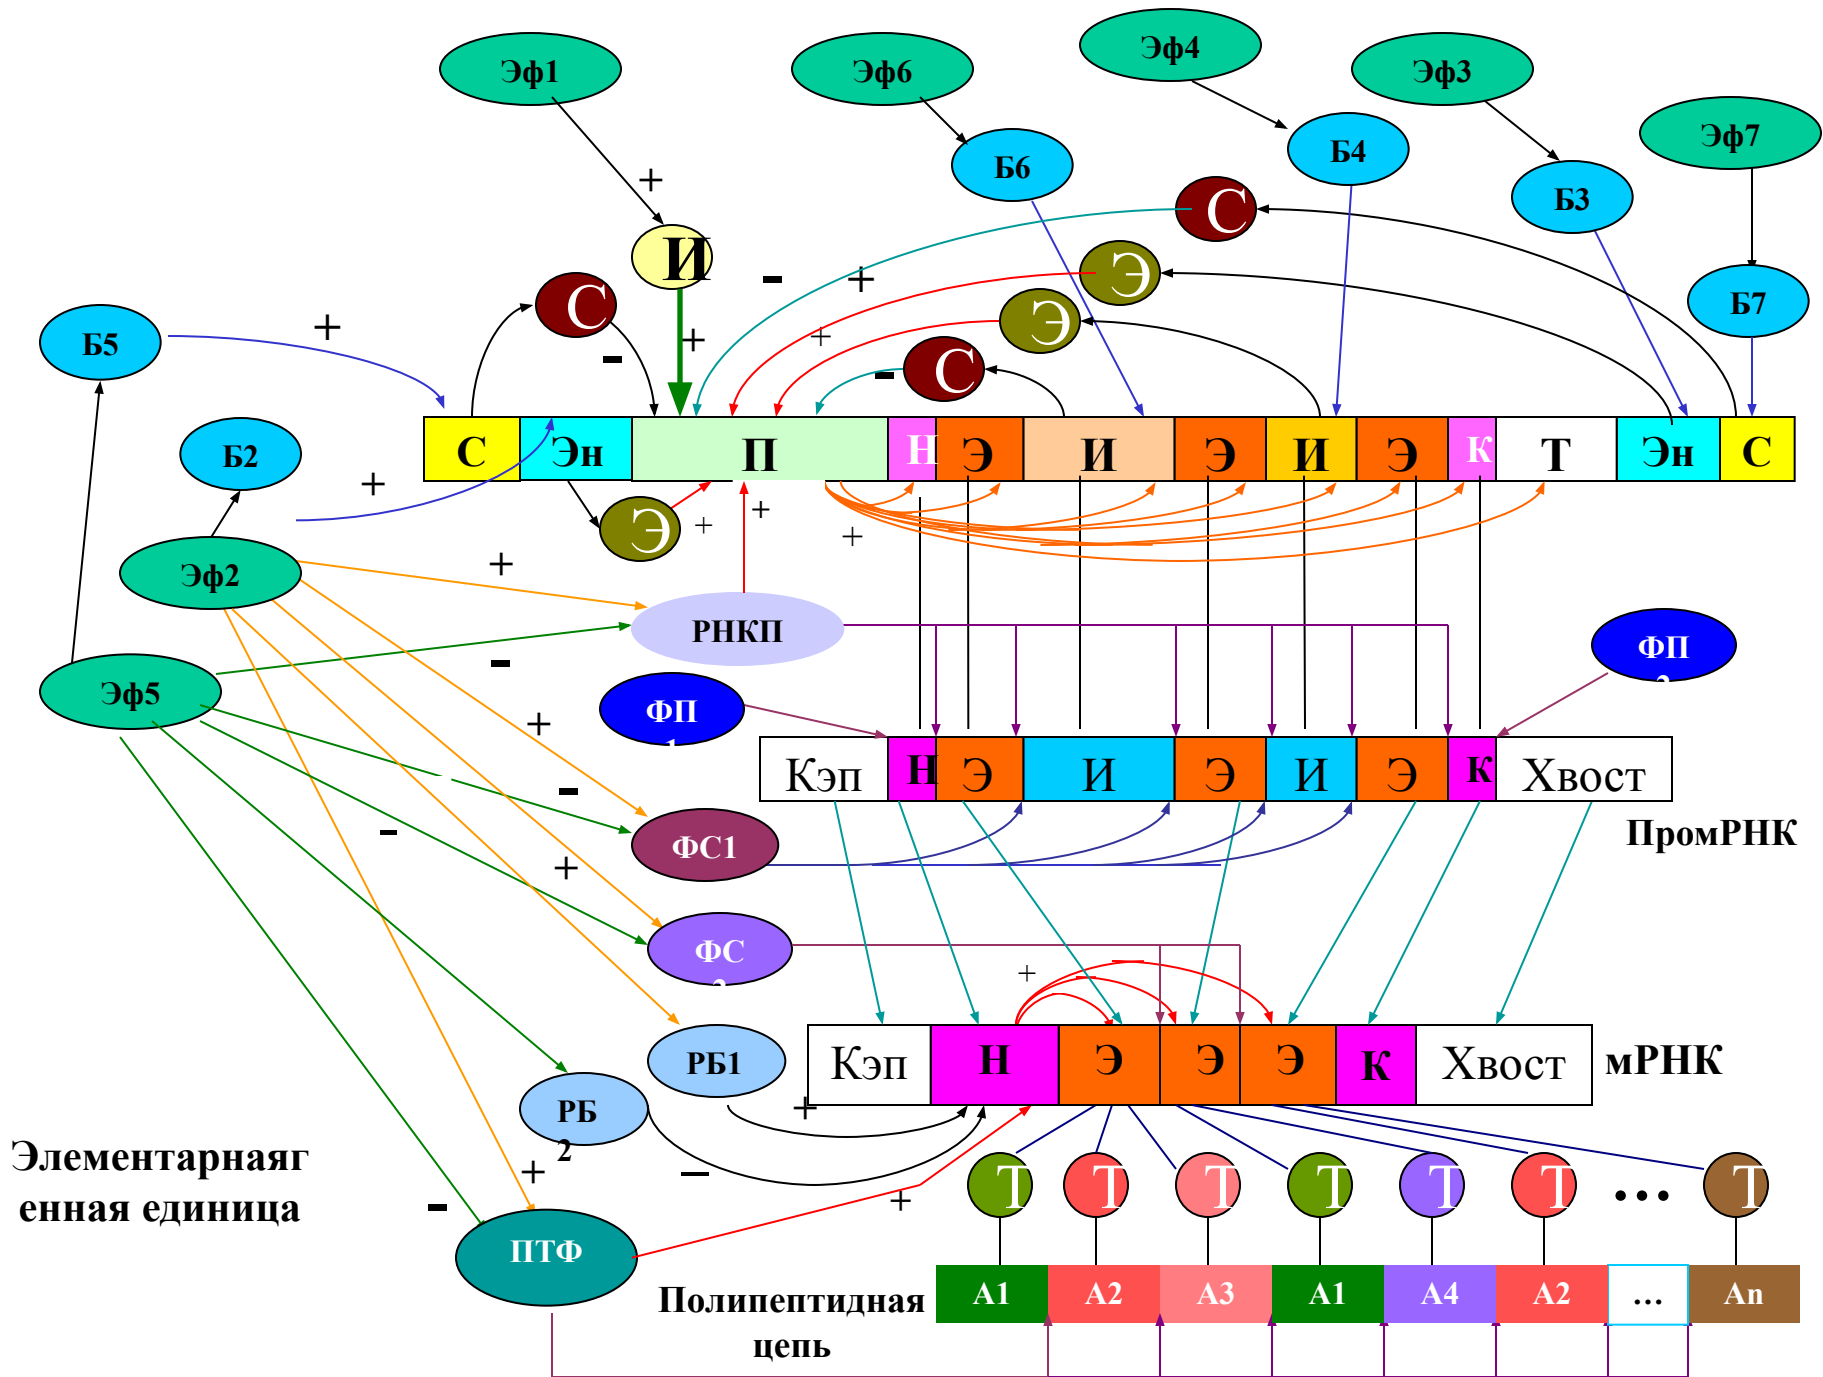 Эф1
Эф6
Эф4
Эф3
Эф7
Б6
Б4
Б3
Б7
Б5
Б2
И
С
С
Э
Э
С
+
+
+
+
+
+
-
-
-
С Эн П Н Э И Э И Э К Т Эн С
Э
+
+
+
Эф2
+
РНКП
-
Эф5
ФП
ФП
Кэп Н Э И Э И Э К Хвост
ПромРНК
+
-
-
ФС1
+
ФС
+
РБ1
Кэп Н Э Э Э К Хвост
мРНК
РБ
2
+
–
+
-
+
ПТФ
Элементарнаяг
енная единица
Т Т Т Т Т Т … Т
А1 А2 А3 А1 А4 А2 … Аn
Полипептидная
цепь